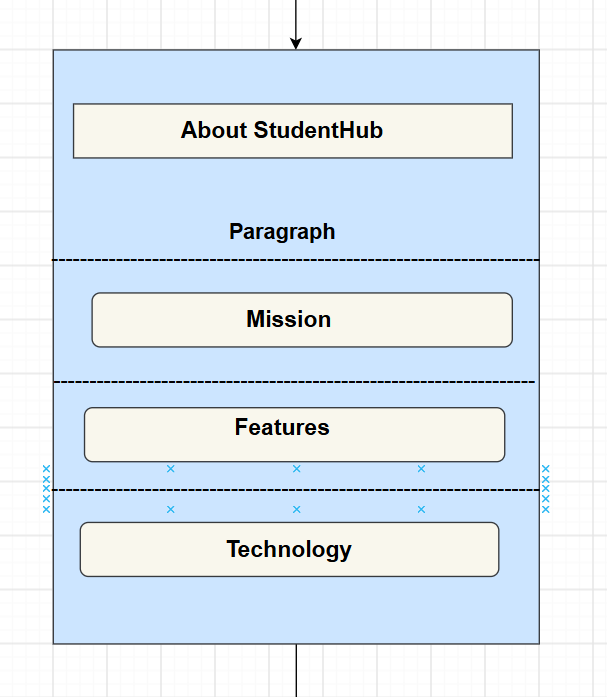 About StudentHub
Paragraph
Mission
Features
Technology